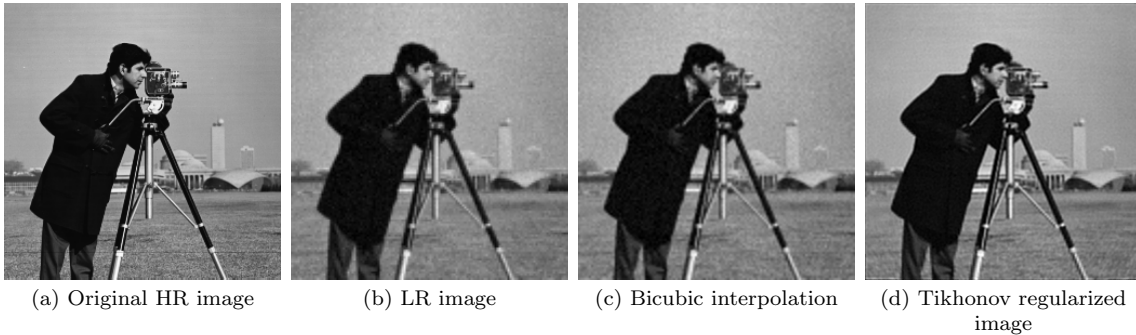 (a) Original HR image
(b) LR image
(c) Bicubic interpolation
(d) Tikhonov regularized
image